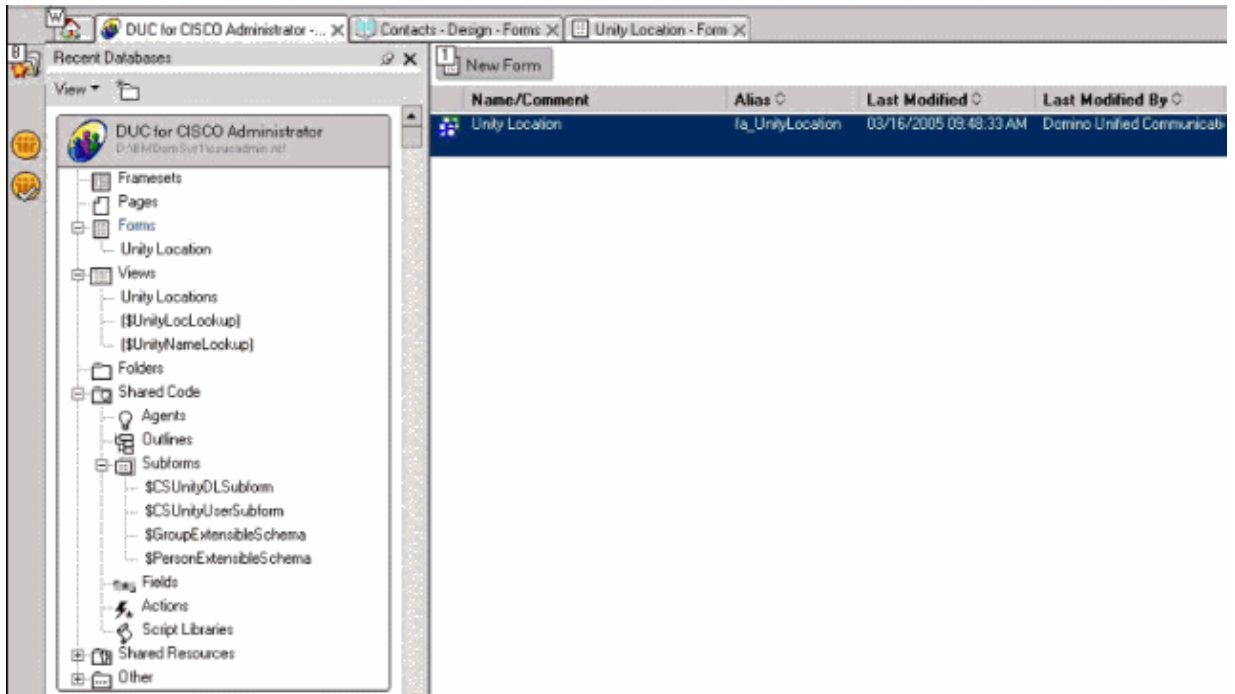 W
DUC for CISCO Administrator -...
Contacts - Design - Forms
Unity Location - Form
B
Recent Databases
1
New Form
View
Name/Comment
Alias
Last Modified
Last Modified By
DUC for CISCO Administrator
Unity Location
fa_UnityLocation
03/16/2005 09:48:33 AM
Domino Unified Communicati
Framesets
Pages
Forms
Unity Location
Views
Unity Locations
($UnityLocLookup)
($UnityNameLookup)
Folders
Shared Code
Agents
Outlines
Subforms
$CSUnityDLSubform
$CSUnityUserSubform
$GroupExtensibleSchema
$PersonExtensibleSchema
Fields
Actions
Script Libraries
Shared Resources
Other